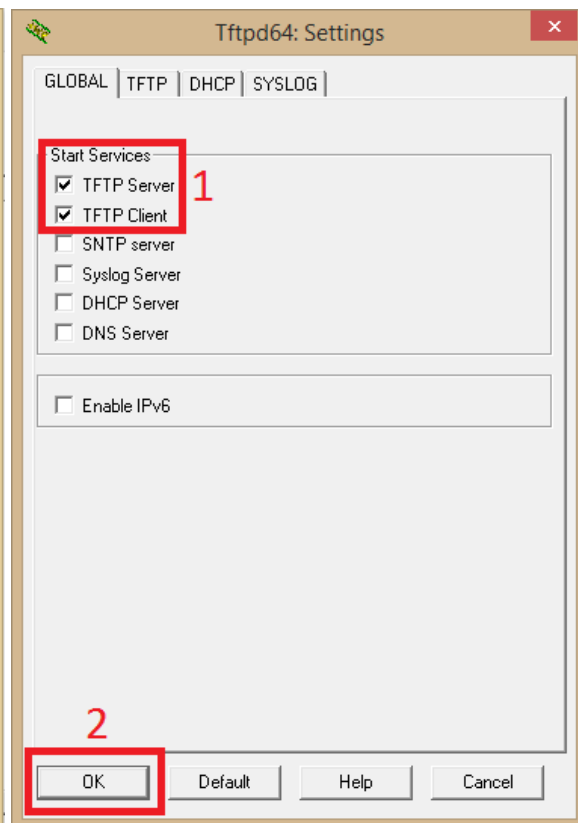 Tftpd64: Settings
GLOBAL TFTP DHCP SYSLOG
Start Services
TFTP Server
1
TFTP Client
SNTP server
Syslog Server
DHCP Server
DNS Server
Enable IPv6
2
OK Default Help Cancel